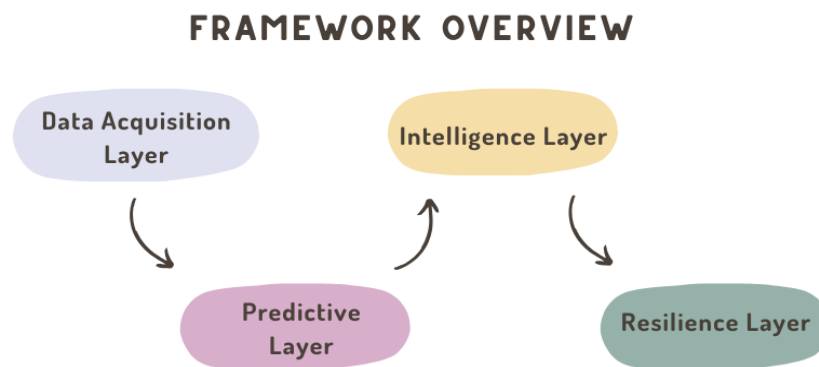 FRAMEWORK OVERVIEW
Data Acquisition
Layer
Predictive
Layer
Intelligence Layer
Resilience Layer